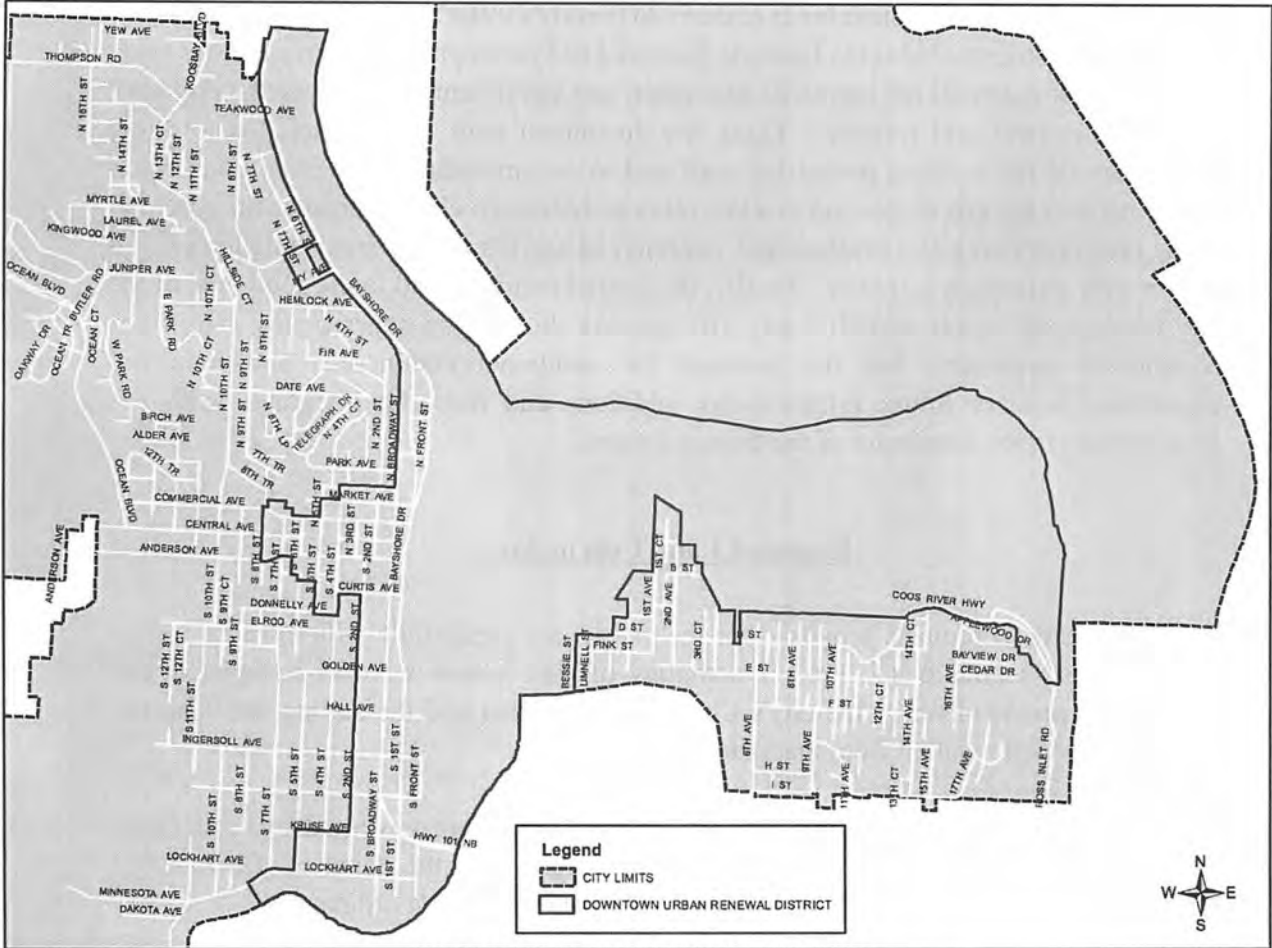 YEW AVE
THOMPSON RD
KOOSBAY BLVD
TEAKWOOD AVE
N 14TH ST
N 13TH CT
N 12TH ST
N 11TH ST
N 8TH ST
N 7TH ST
N 6TH ST
N 7TH ST
MYRTLE AVE
LAUREL AVE
KINGWOOD AVE
JUNIPER AVE
OCEAN BLVD
BUTLER RD
OAKWAY DR
OCEAN TR
OCEAN CT
E PARK RD
W PARK RD
N 10TH CT
HILLSIDE CT
BAYSHORE DR
HEMLOCK AVE
N 4TH ST
FIR AVE
N 10TH CT
N 10TH ST
N 9TH ST
N 8TH ST
DATE AVE
BIRCH AVE
ALDER AVE
12TH TR
N 9TH ST
N 8TH LP
TELEGRAPH DR
N 4TH CT
N 2ND ST
N BROADWAY ST
N FRONT ST
7TH TR
8TH TR
PARK AVE
OCEAN BLVD
COMMERCIAL AVE
MARKET AVE
CENTRAL AVE
ANDERSON AVE
ANDERSON AVE
N 5TH ST
N 3RD ST
S 8TH ST
S 7TH ST
S 6TH ST
S 5TH ST
S 4TH ST
S 2ND ST
BAYSHORE DR
CURTIS AVE
S 10TH ST
S 9TH CT
DONNELLY AVE
ELROD AVE
S 9TH ST
S 12TH ST
S 12TH CT
S 11TH ST
S 2ND ST
GOLDEN AVE
HALL AVE
INGERSOLL AVE
S 10TH ST
S 8TH ST
S 7TH ST
S 5TH ST
S 4TH ST
S 2ND ST
S BROADWAY ST
S 1ST ST
S FRONT ST
KRUSE AVE
HWY 101 NB
LOCKHART AVE
LOCKHART AVE
S 1ST ST
MINNESOTA AVE
DAKOTA AVE
1ST CT
B ST
1ST AVE
2ND AVE
D ST
FINK ST
BESSIE ST
LIMNELL ST
3RD CT
D ST
E ST
COOS RIVER HWY
APPLEWOOD DR
BAYVIEW DR
CEDAR DR
8TH AVE
10TH AVE
14TH CT
F ST
12TH CT
16TH AVE
6TH AVE
9TH AVE
14TH AVE
H ST
I ST
11TH AVE
13TH CT
15TH AVE
17TH AVE
ROSS INLET RD
Legend
CITY LIMITS
DOWNTOWN URBAN RENEWAL DISTRICT
N
W E
S